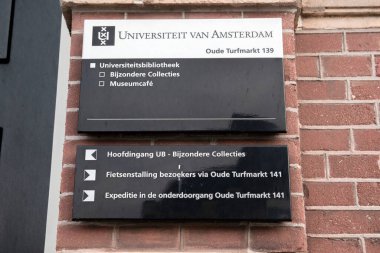 UNIVERSITEIT VAN AMSTERDAM
Oude Turfmarkt 139
Universiteitsbibliotheek
Bijzondere Collecties
Museumcafé
Hoofdingang UB - Bijzondere Collecties
Fietsenstalling bezoekers via Oude Turfmarkt 141
Expeditie in de onderdoorgang Oude Turfmarkt 141